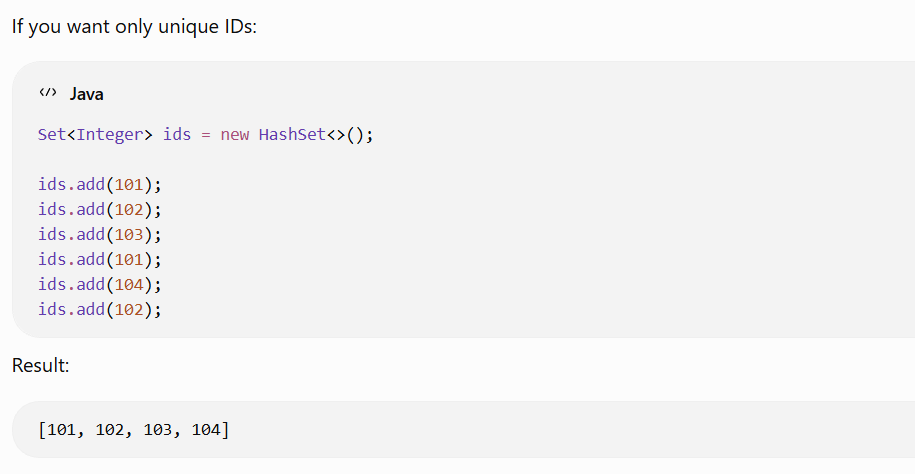 If you want only unique IDs:
</> Java
Set<Integer> ids = new HashSet<>();
ids.add(101);
ids.add(102);
ids.add(103);
ids.add(101);
ids.add(104);
ids.add(102);
Result:
[101, 102, 103, 104]